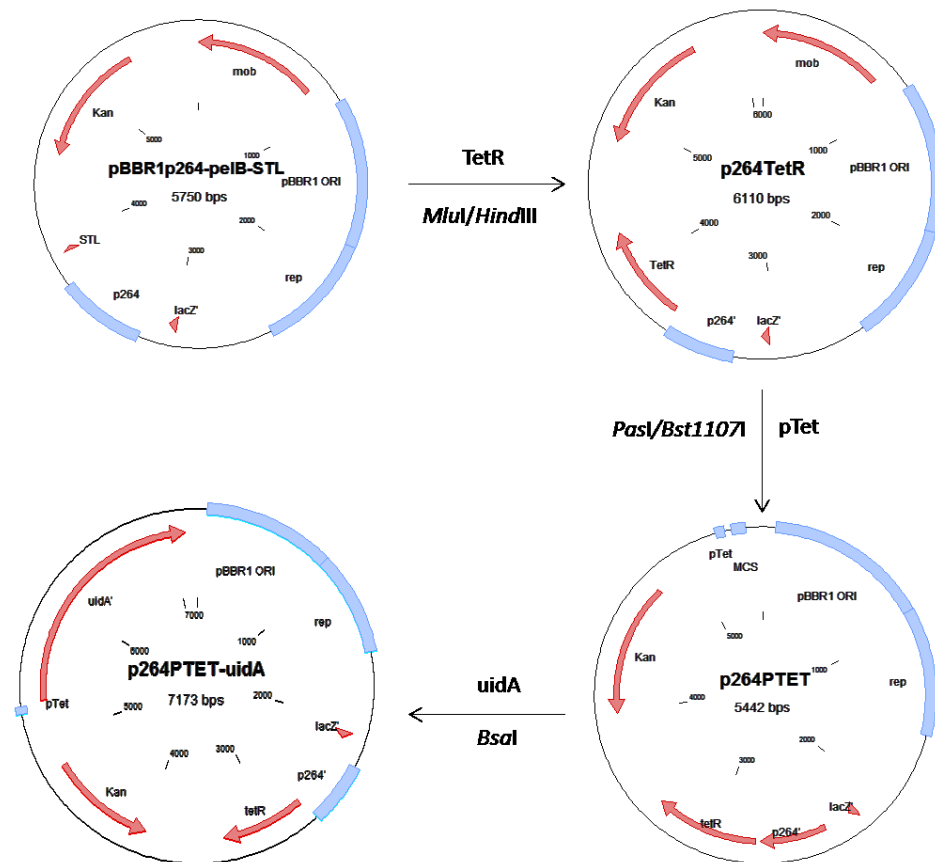 mob
Kan
5000
1000
pBBR1p264-pelB-STL
pBBR1 ORI
5750 bps
4000
2000
3000
STL
rep
p264
lacZ'
TetR
MluI/HindIII
mob
Kan
6000
5000
1000
p264TetR
pBBR1 ORI
6110 bps
4000
2000
3000
TetR
rep
p264'
lacZ'
PasI/Bst1107I
pTet
pTet
MCS
pBBR1 ORI
5000
Kan
1000
p264PTET
rep
4000
5442 bps
2000
3000
lacZ'
tetR
p264'
uidA
BsaI
pBBR1 ORI
uidA'
7000
rep
6000
1000
p264PTET-uidA
7173 bps
pTet
5000
2000
lacZ'
4000
3000
p264'
Kan
tetR